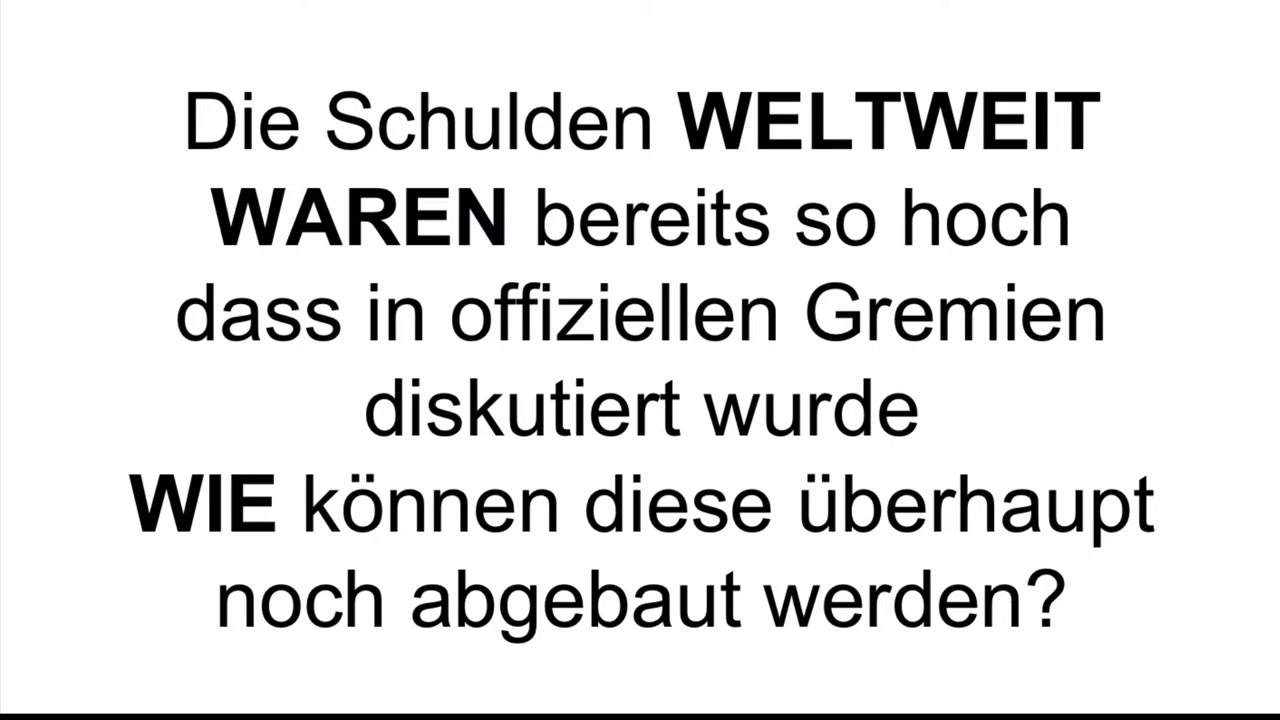 Die Schulden WELTWEIT
WAREN bereits so hoch
dass in offiziellen Gremien
diskutiert wurde
WIE können diese überhaupt
noch abgebaut werden?